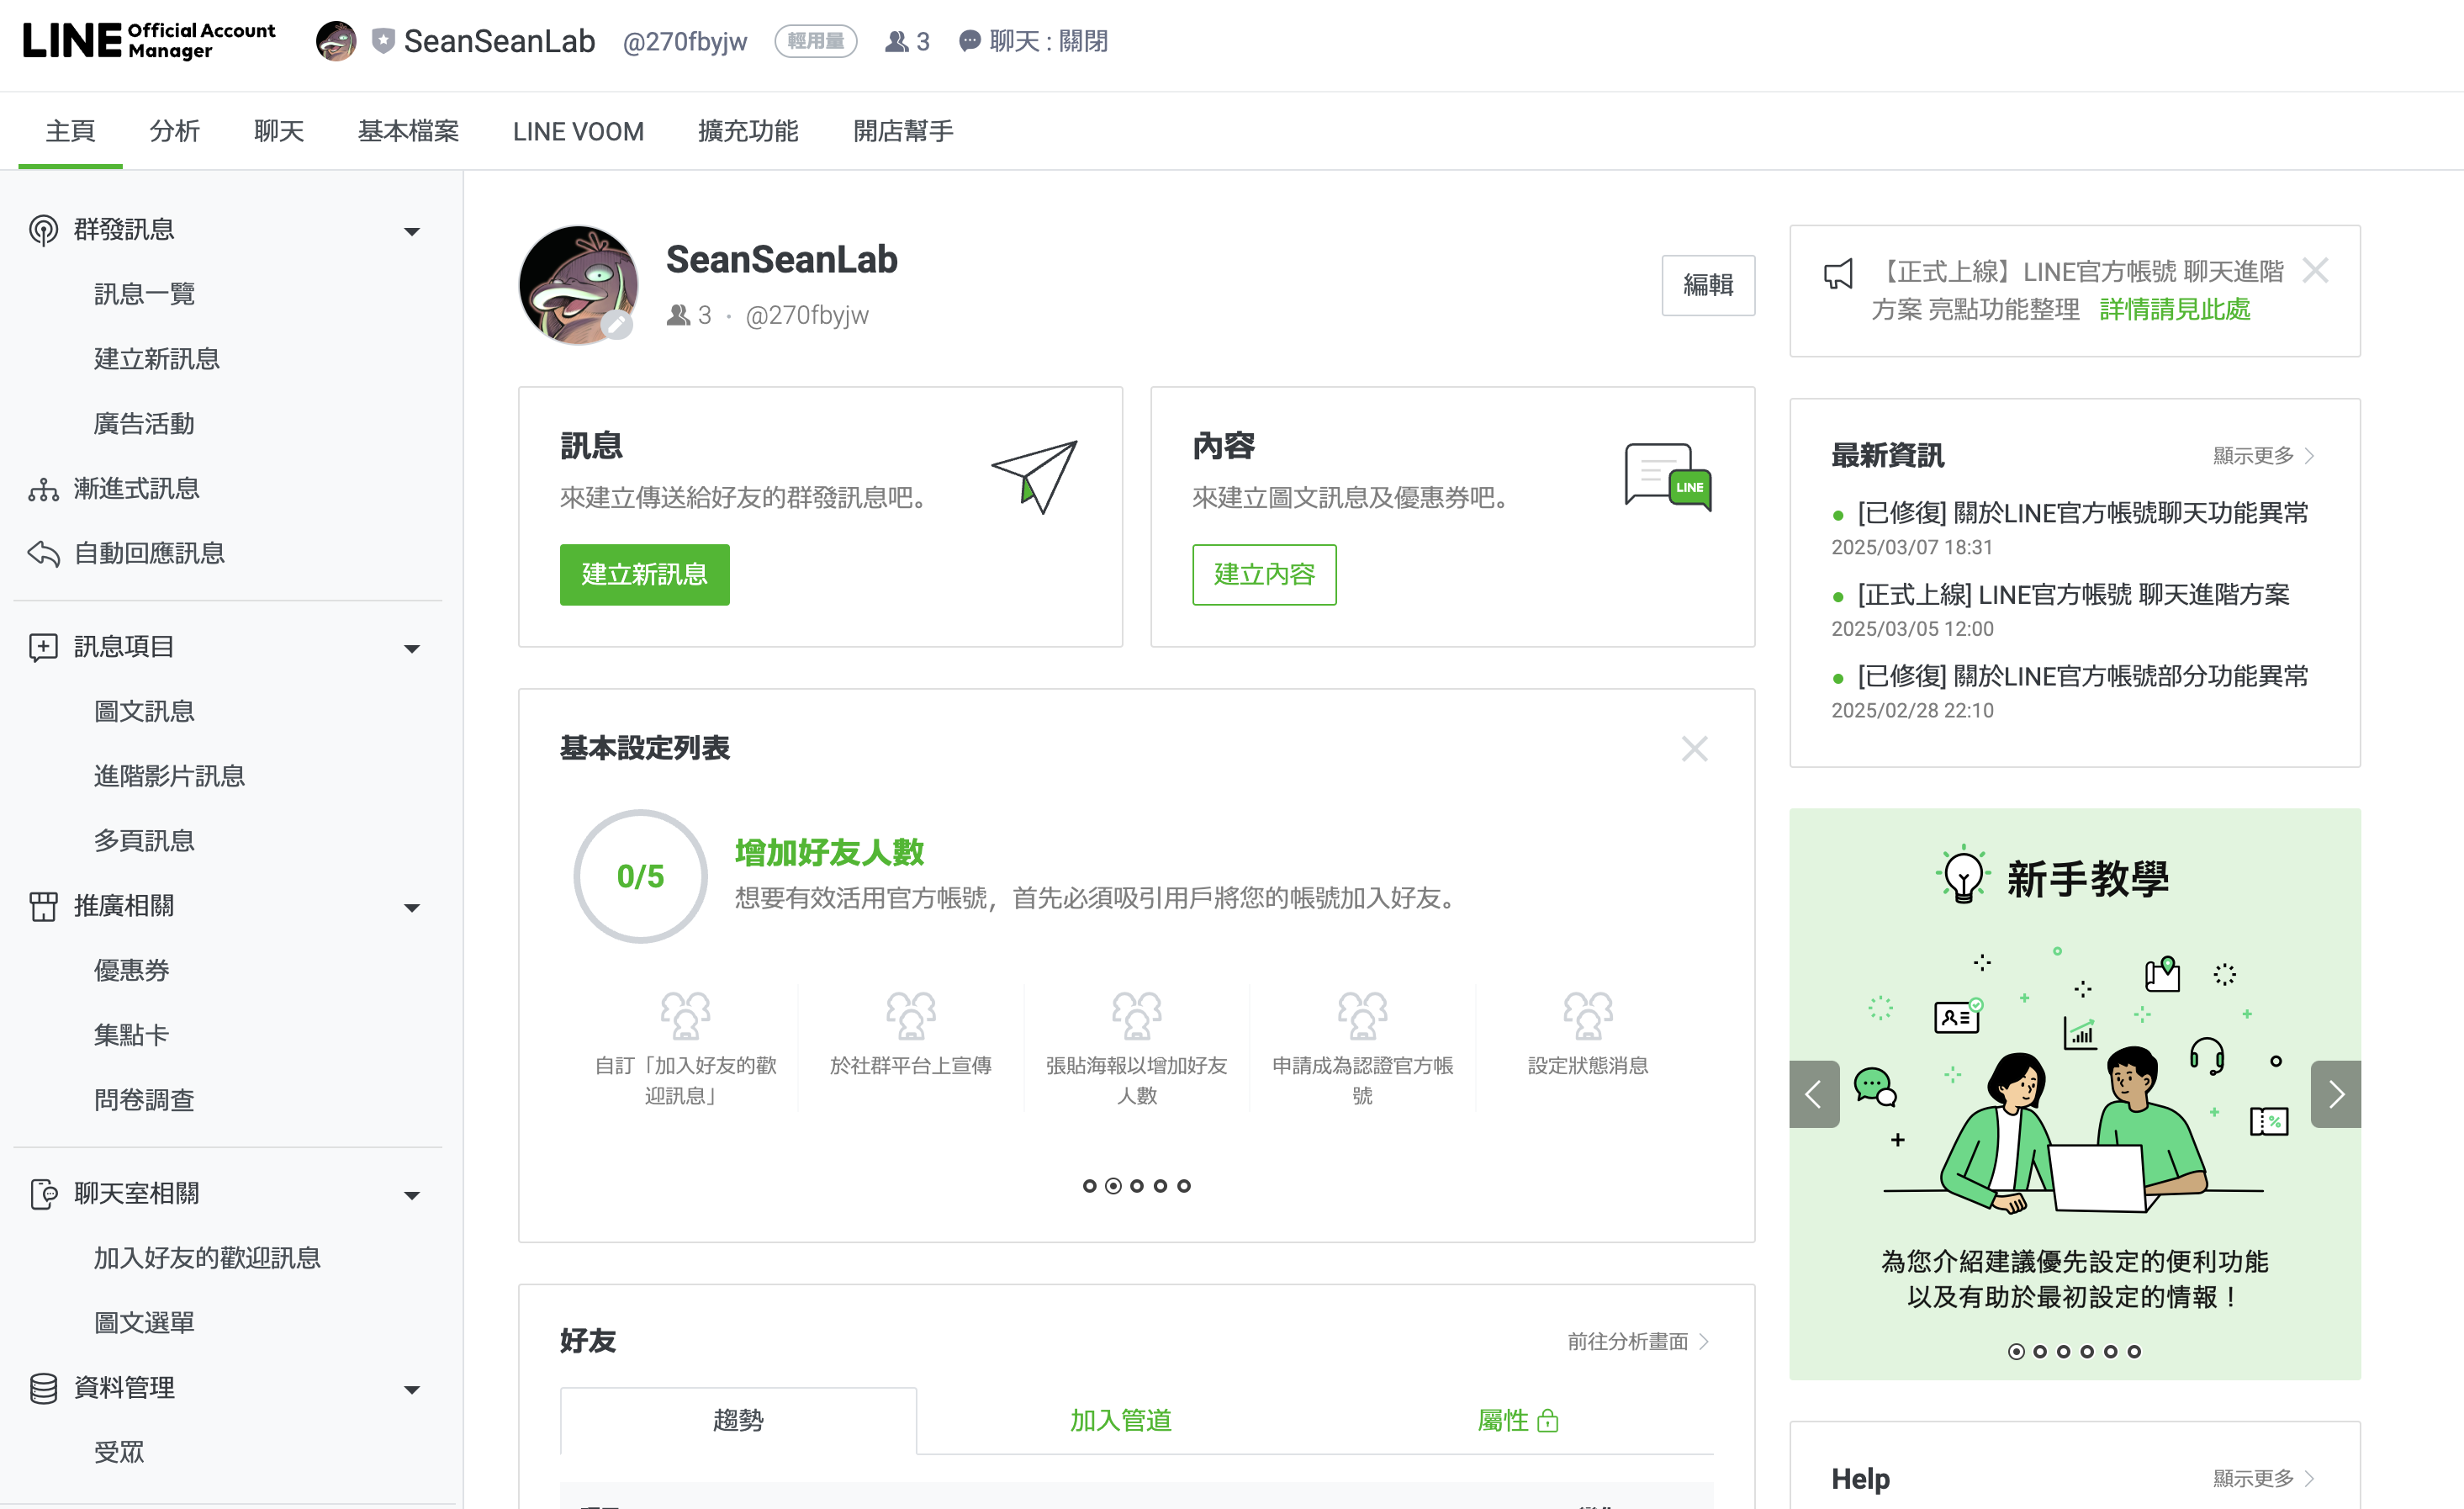 LINE Official Account Manager
SeanSeanLab @270fbyjw 輕用量 3 聊天 : 關閉
主頁 分析 聊天 基本檔案 LINE VOOM 擴充功能 開店幫手
群發訊息
訊息一覽
建立新訊息
廣告活動
漸進式訊息
自動回應訊息
訊息項目
圖文訊息
進階影片訊息
多頁訊息
推廣相關
優惠券
集點卡
問卷調查
聊天室相關
加入好友的歡迎訊息
圖文選單
資料管理
受眾
SeanSeanLab
3 · @270fbyjw
編輯
訊息
來建立傳送給好友的群發訊息吧。
建立新訊息
內容
來建立圖文訊息及優惠券吧。
LINE
建立內容
基本設定列表
0/5
增加好友人數
想要有效活用官方帳號，首先必須吸引用戶將您的帳號加入好友。
自訂「加入好友的歡
迎訊息」
於社群平台上宣傳
張貼海報以增加好友
人數
申請成為認證官方帳
號
設定狀態消息
好友
前往分析畫面
趨勢 加入管道 屬性
【正式上線】LINE官方帳號 聊天進階
方案 亮點功能整理 詳情請見此處
最新資訊
顯示更多
[已修復] 關於LINE官方帳號聊天功能異常
2025/03/07 18:31
[正式上線] LINE官方帳號 聊天進階方案
2025/03/05 12:00
[已修復] 關於LINE官方帳號部分功能異常
2025/02/28 22:10
新手教學
%
為您介紹建議優先設定的便利功能
以及有助於最初設定的情報！
Help
顯示更多